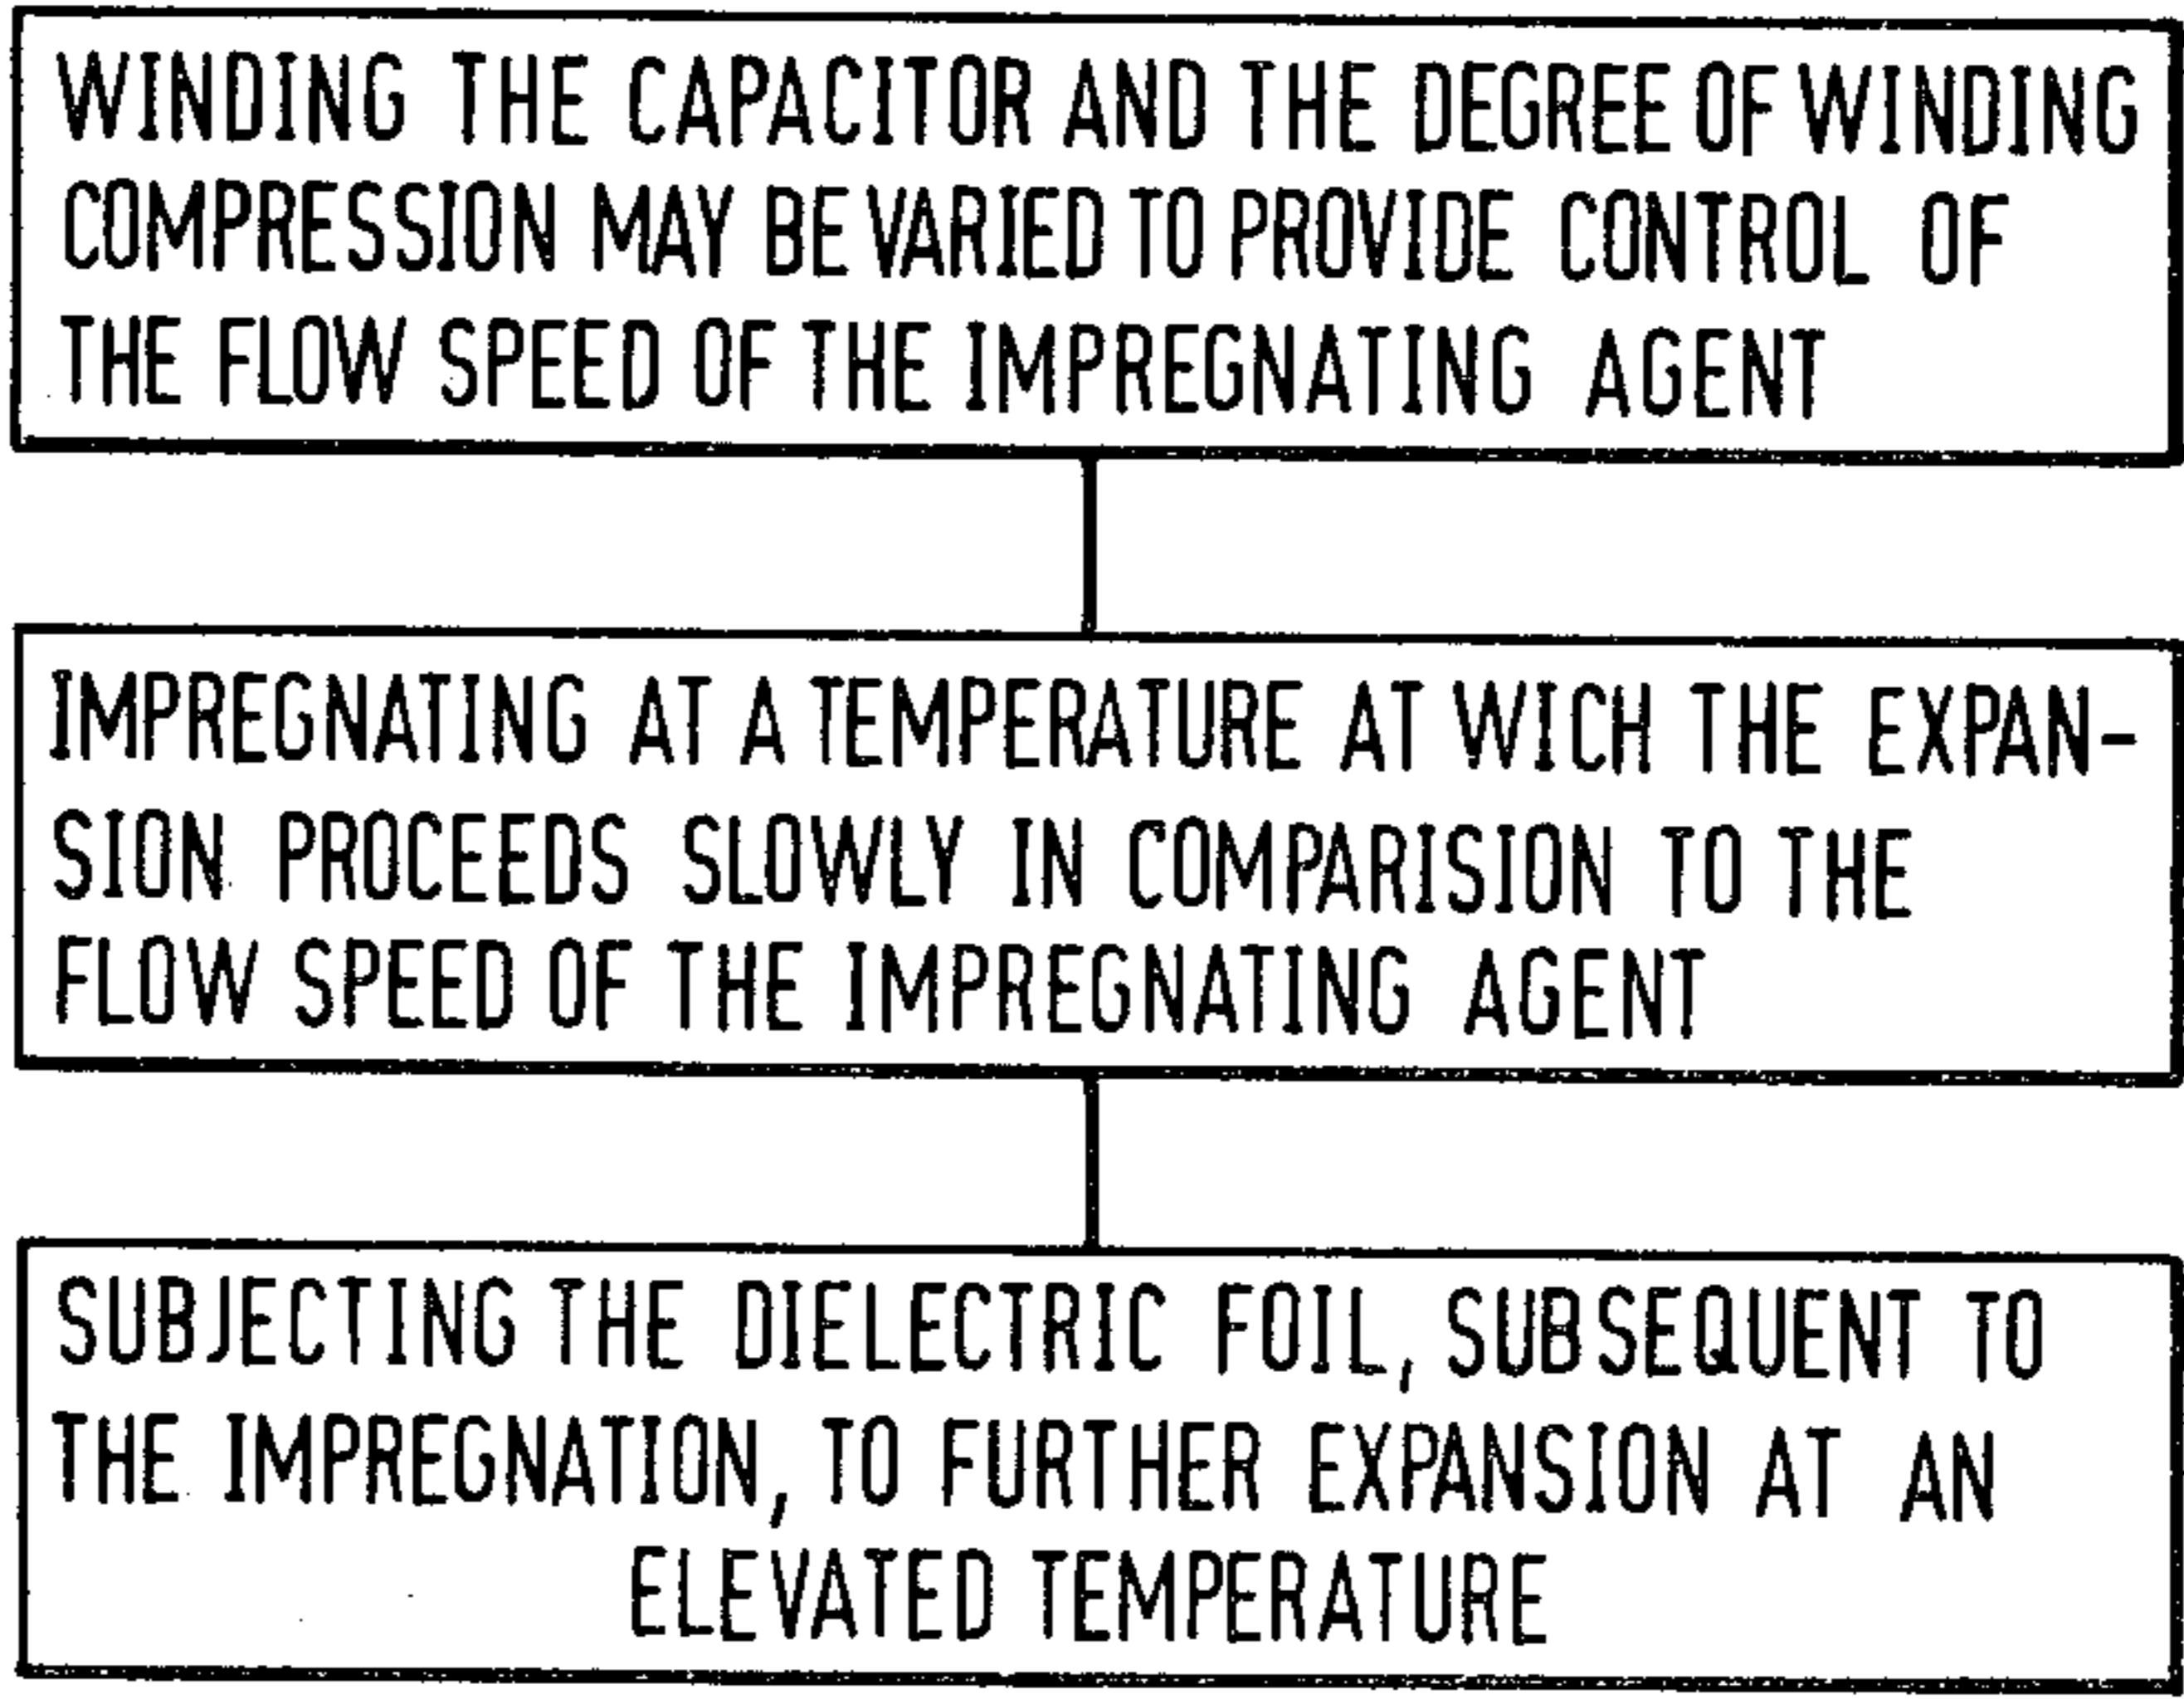 WINDING THE CAPACITOR AND THE DEGREE OF WINDING
COMPRESSION MAY BE VARIED TO PROVIDE CONTROL OF
THE FLOW SPEED OF THE IMPREGNATING AGENT
IMPREGNATING AT A TEMPERATURE AT WICH THE EXPAN-
SION PROCEEDS SLOWLY IN COMPARISION TO THE
FLOW SPEED OF THE IMPREGNATING AGENT
SUBJECTING THE DIELECTRIC FOIL, SUBSEQUENT TO
THE IMPREGNATION, TO FURTHER EXPANSION AT AN
ELEVATED TEMPERATURE